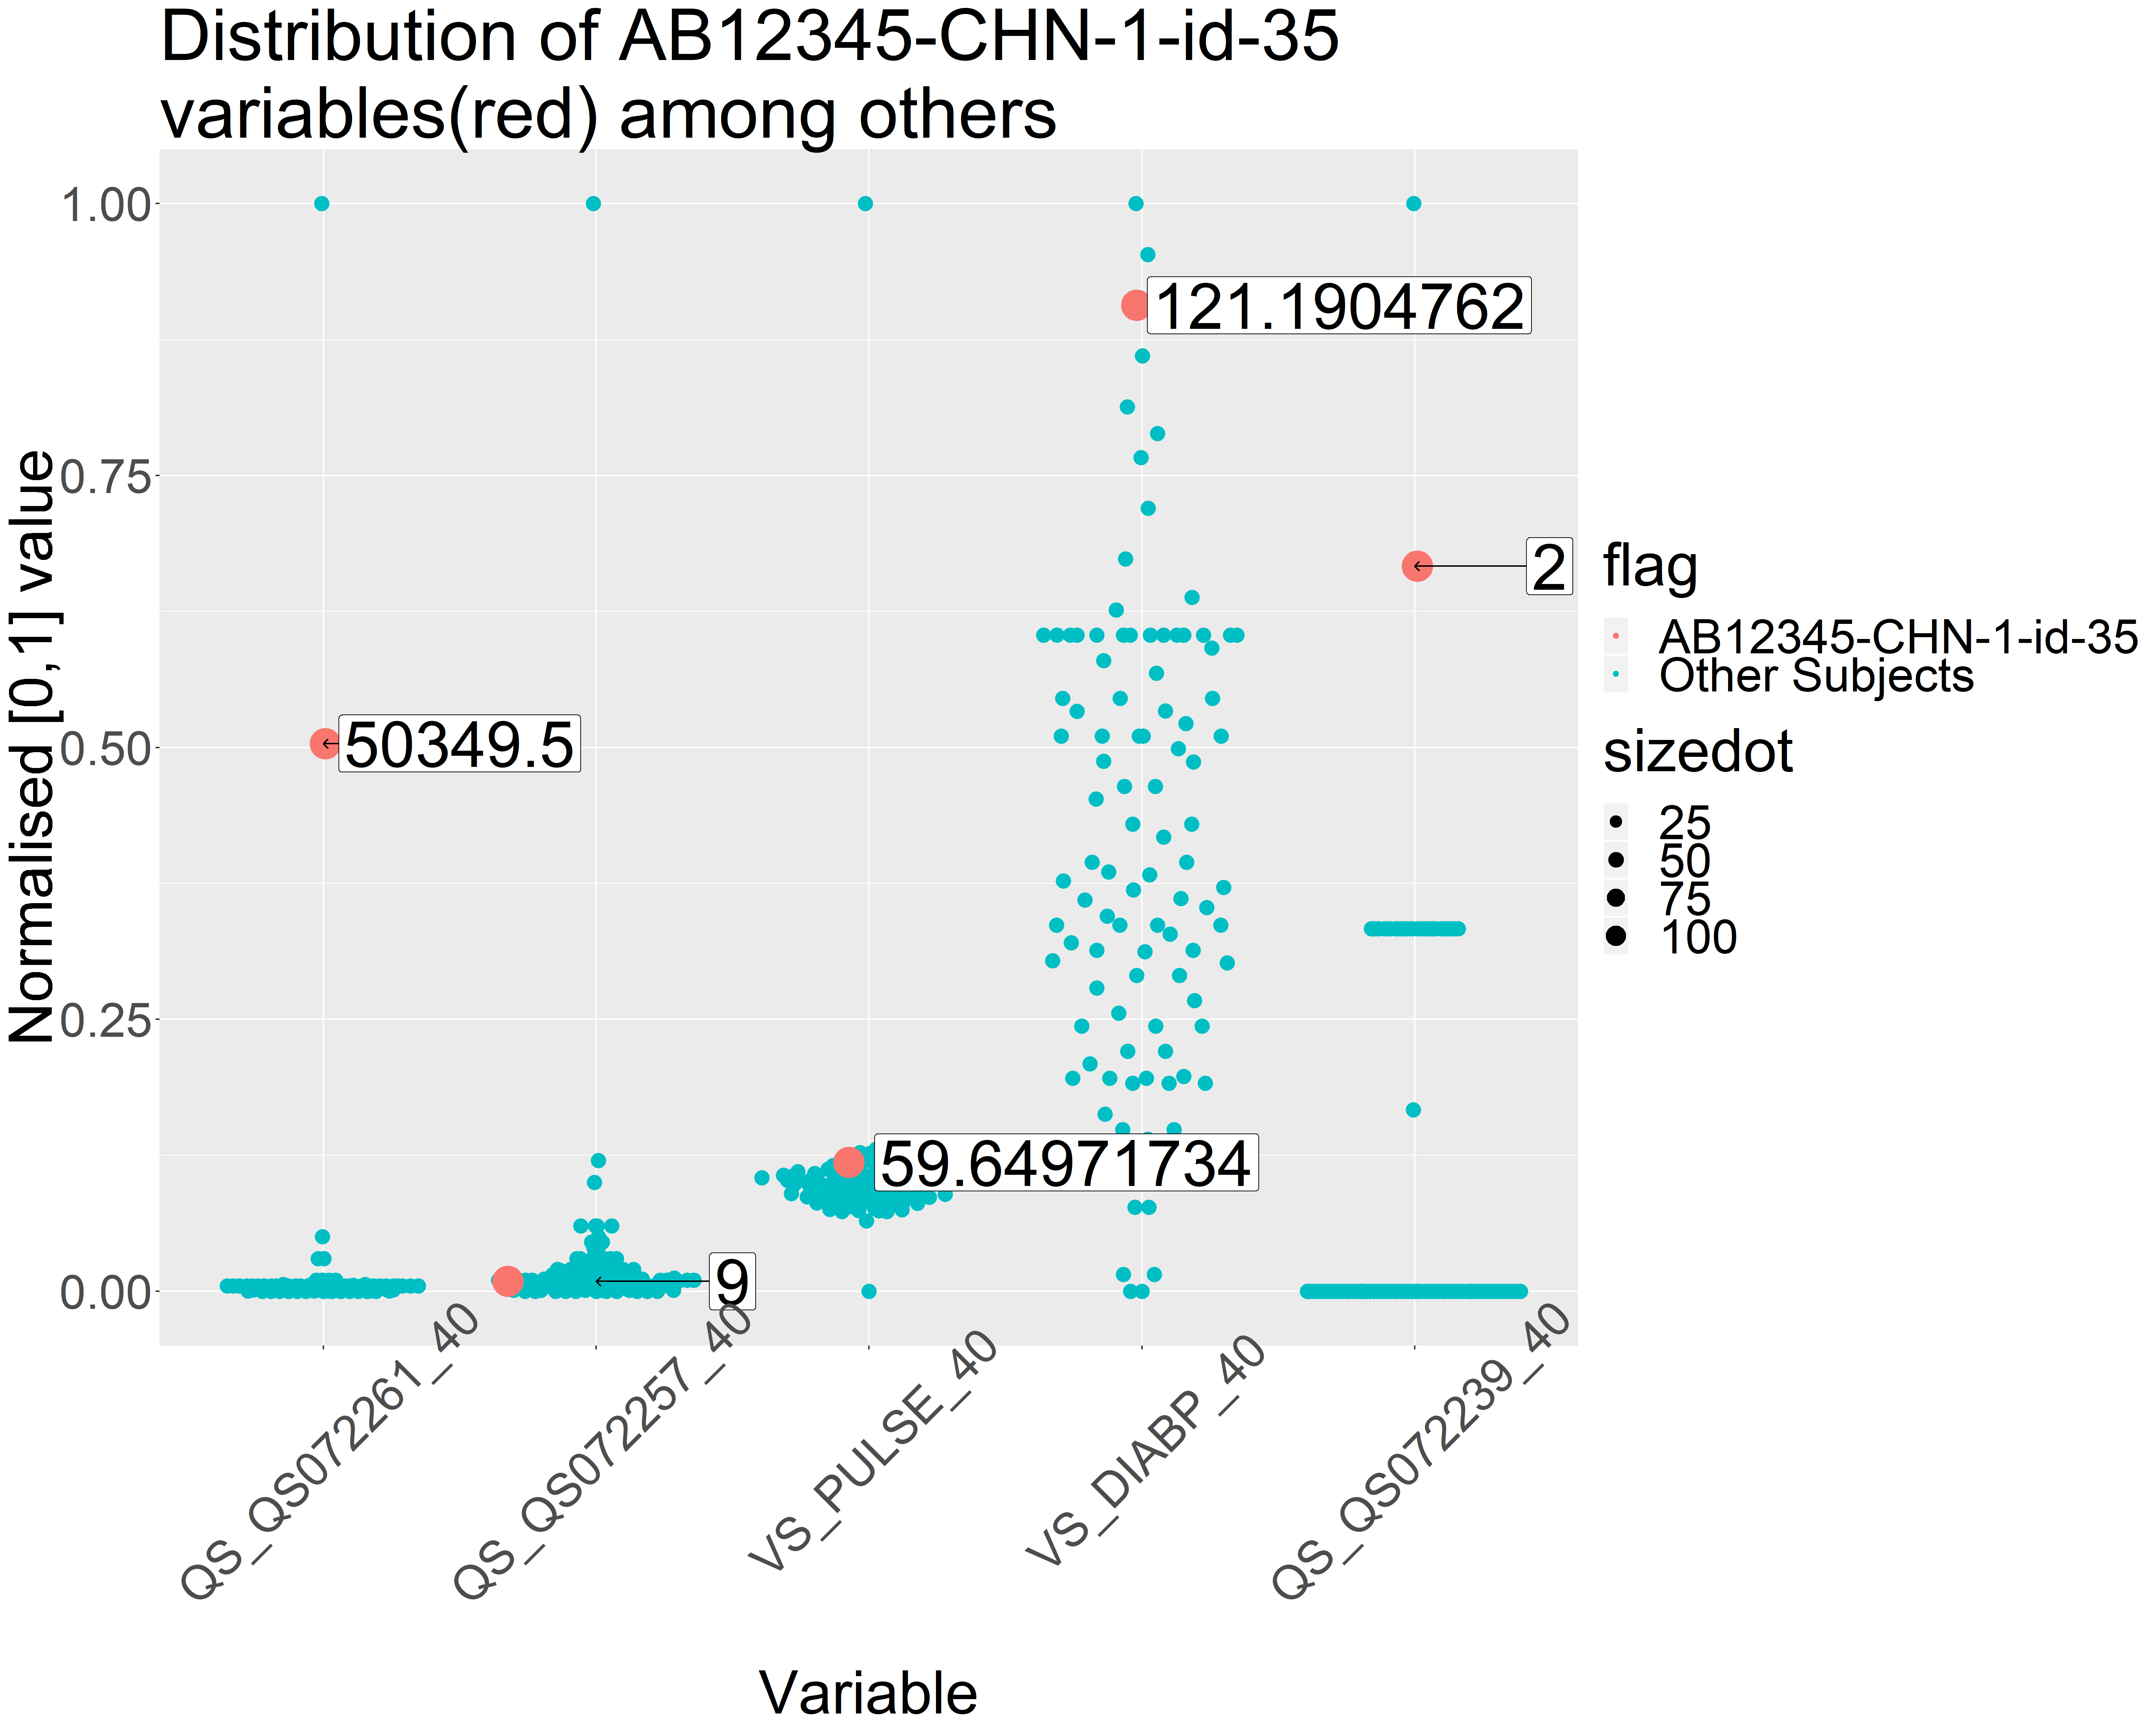 Distribution of AB12345-CHN-1-id-35
variables(red) among others
Normalised [0,1] value
1.00
0.75
0.50
0.25
0.00
121.1904762
2
50349.5
59.64971734
9
QS_QS072261_40
QS_QS072257_40
VS_PULSE_40
VS_DIABP_40
QS_QS072239_40
Variable
flag
AB12345-CHN-1-id-35
Other Subjects
sizedot
25
50
75
100